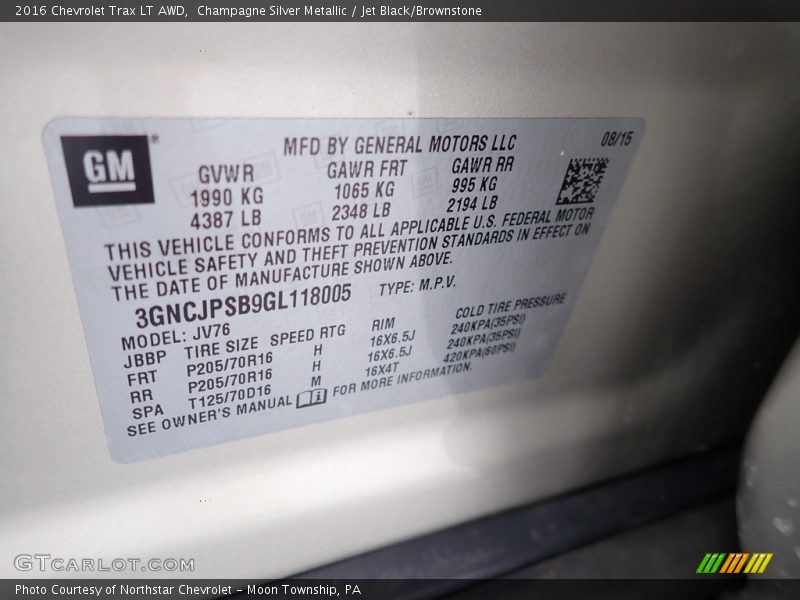 2016 Chevrolet Trax LT AWD,  Champagne Silver Metallic / Jet Black/Brownstone
GM®
MFD BY GENERAL MOTORS LLC 08/15
GVWR GAWR FRT GAWR RR
1990 KG 1065 KG 995 KG
4387 LB 2348 LB 2194 LB
THIS VEHICLE CONFORMS TO ALL APPLICABLE U.S. FEDERAL MOTOR
VEHICLE SAFETY AND THEFT PREVENTION STANDARDS IN EFFECT ON
THE DATE OF MANUFACTURE SHOWN ABOVE.
3GNCJPSB9GL118005 TYPE: M.P.V.
MODEL: JV76
JBBP TIRE SIZE SPEED RTG RIM COLD TIRE PRESSURE
FRT P205/70R16 H 16X6.5J 240KPA(35PSI)
RR P205/70R16 H 16X6.5J 240KPA(35PSI)
SPA T125/70D16 M 16X4T 420KPA(60PSI)
SEE OWNER'S MANUAL i FOR MORE INFORMATION.
GTcarlot.com
Photo Courtesy of Northstar Chevrolet - Moon Township, PA